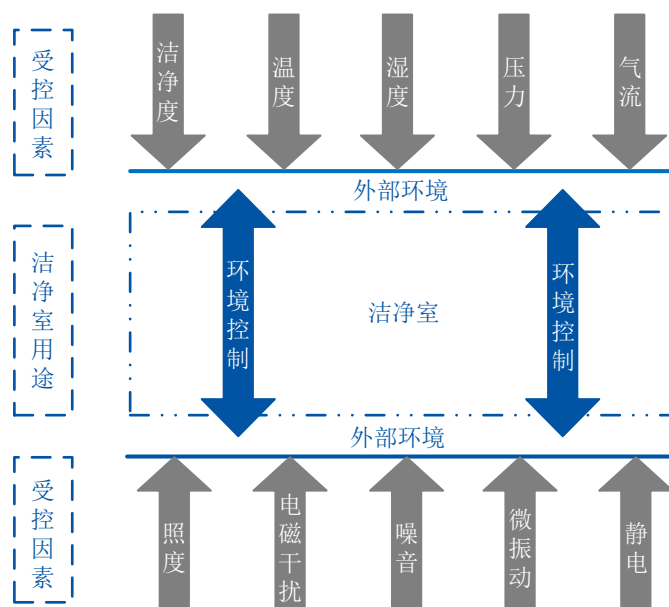 受控因素
洁净度
温度
湿度
压力
气流
外部环境
洁净室用途
环境控制
洁净室
环境控制
外部环境
受控因素
照度
电磁干扰
噪音
微振动
静电